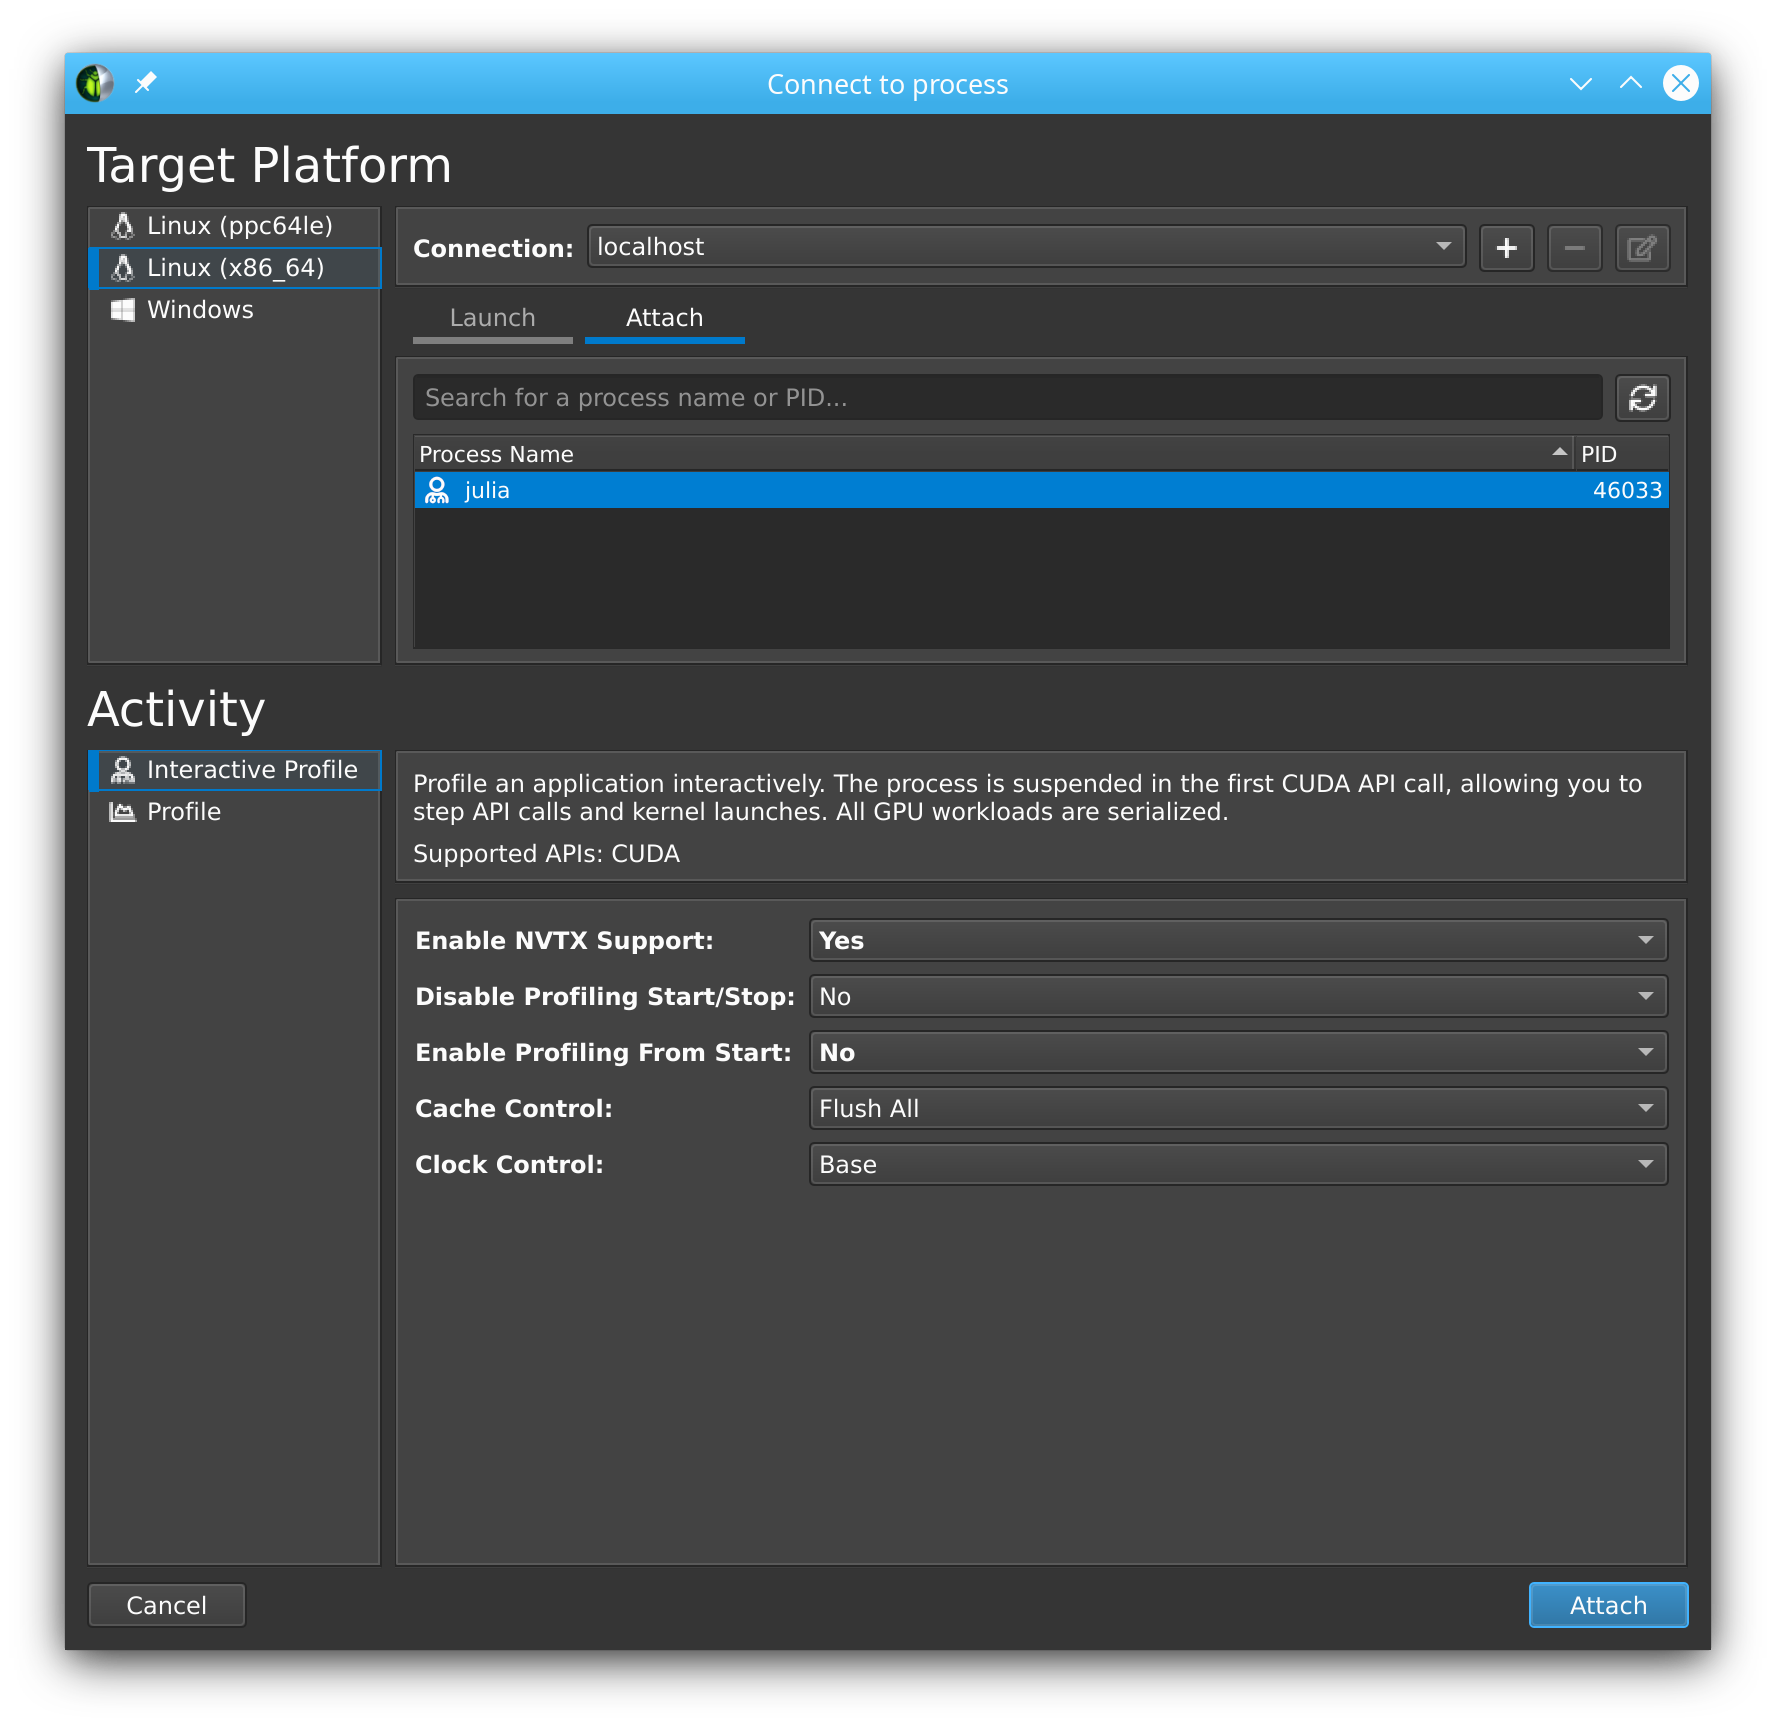 Connect to process
Target Platform
Linux (ppc64le)
Linux (x86_64)
Windows
Connection: localhost
Launch Attach
Search for a process name or PID...
Process Name PID
julia 46033
Activity
Interactive Profile
Profile
Profile an application interactively. The process is suspended in the first CUDA API call, allowing you to
step API calls and kernel launches. All GPU workloads are serialized.
Supported APIs: CUDA
Enable NVTX Support: Yes
Disable Profiling Start/Stop: No
Enable Profiling From Start: No
Cache Control: Flush All
Clock Control: Base
Cancel Attach